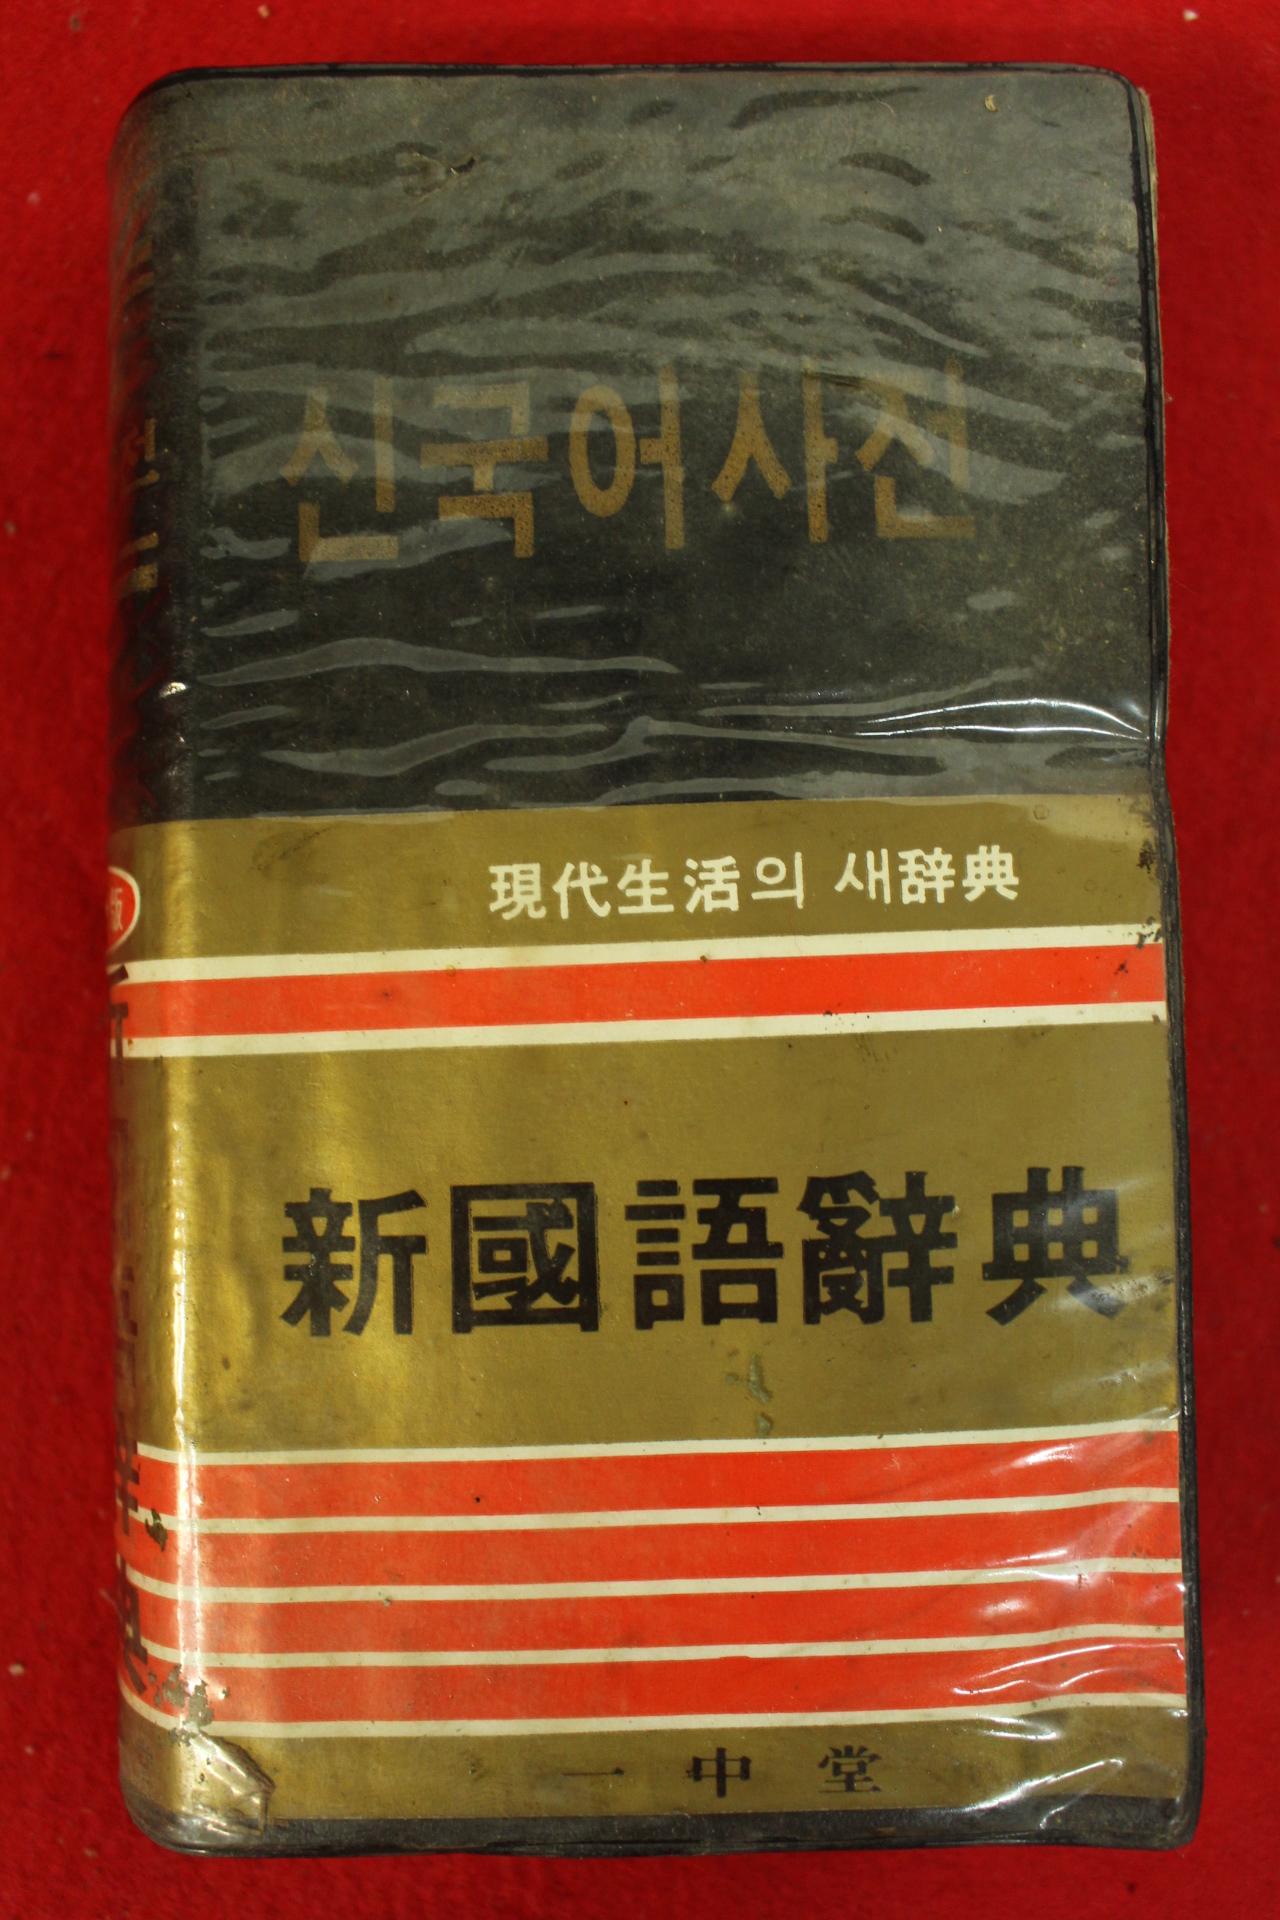 신국어사전
現代生活의 새辞典
新國語辭典
一中堂